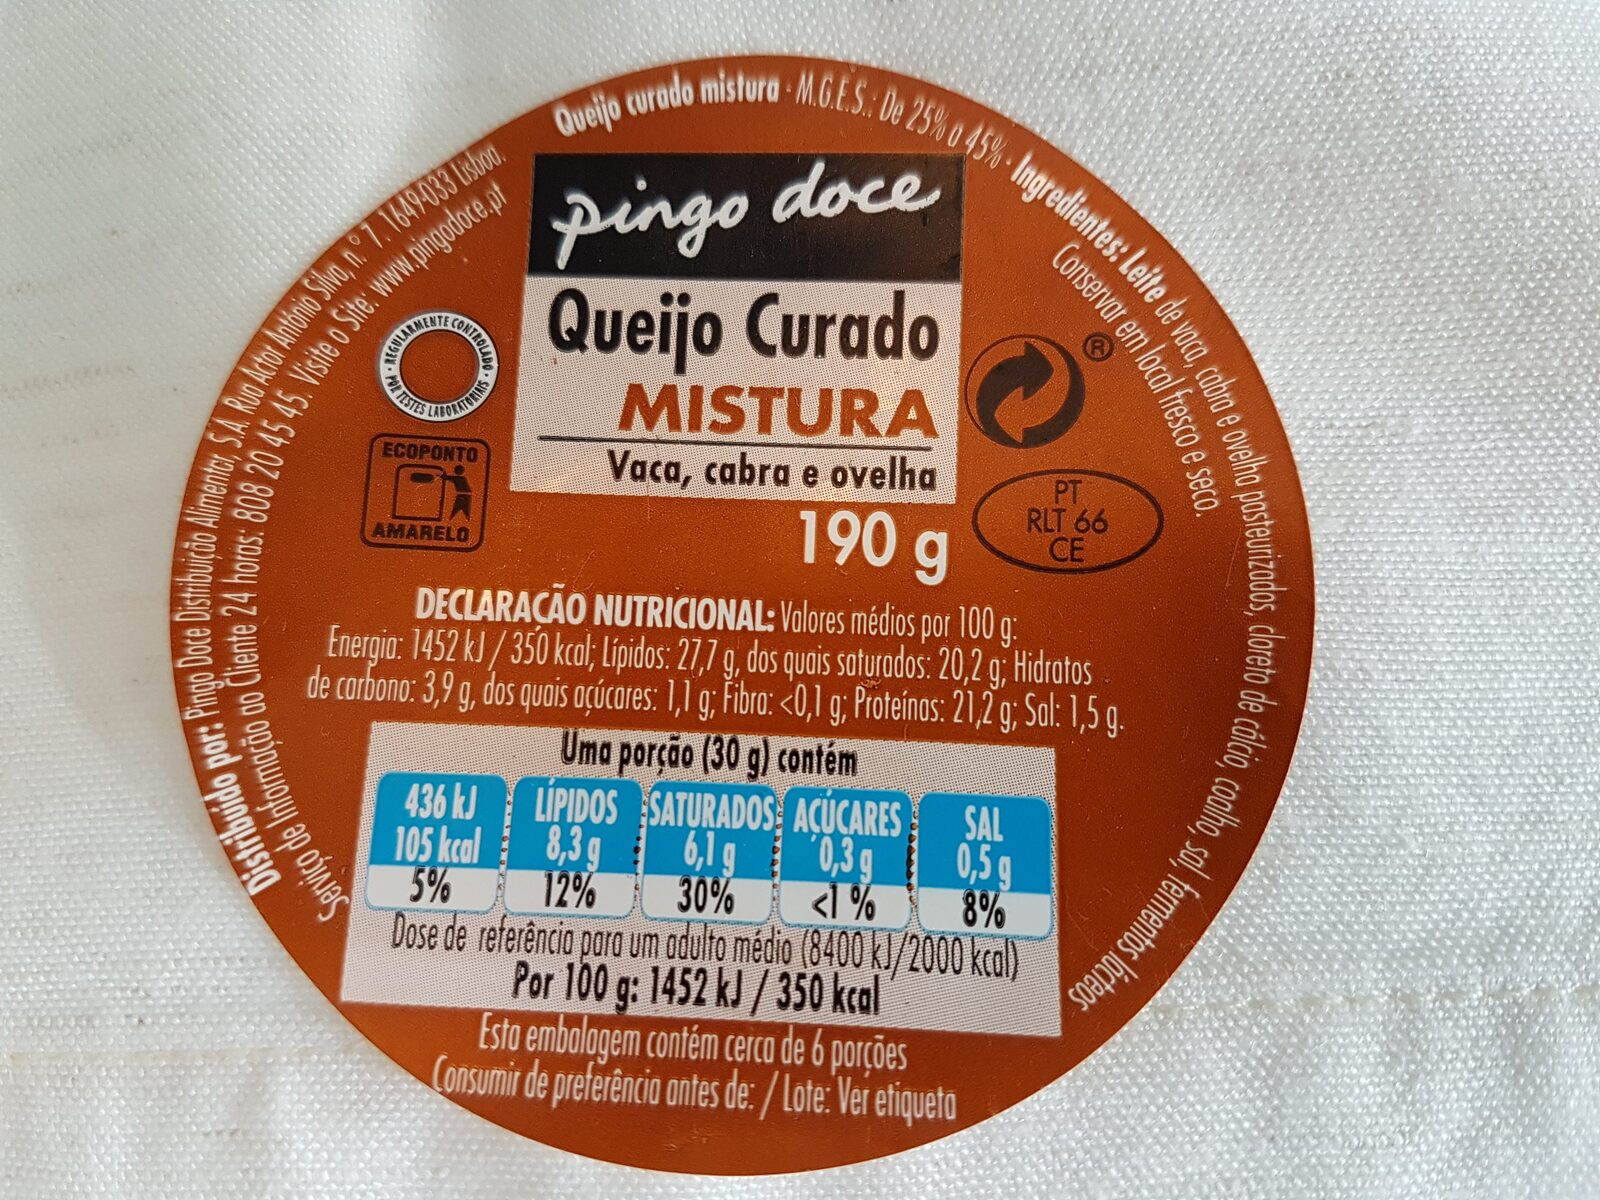 Queijo curado mistura - M.G.E.S.: De 25% a 45% - Ingredientes: Leite de vaca, cabra e ovelha pasteurizados, cloreto de cálcio, coalho, sal, fermentos lácteos
Conservar em local fresco e seco.
Distribuído por: Pingo Doce Distribuição Alimentar, S.A. Rua Actor António Silva, n.º 7. 1649-033 Lisboa.
Serviço de Informação ao Cliente 24 horas: 808 20 45 45. Visite o Site: www.pingodoce.pt
pingo doce
Queijo Curado
MISTURA
Vaca, cabra e ovelha
190 g
REGULARMENTE CONTROLADO • POR TESTES LABORATORIAIS •
ECOPONTO
AMARELO
®
PT
RLT 66
CE
DECLARAÇÃO NUTRICIONAL: Valores médios por 100 g:
Energia: 1452 kJ / 350 kcal; Lípidos: 27,7 g, dos quais saturados: 20,2 g; Hidratos
de carbono: 3,9 g, dos quais açúcares: 1,1 g; Fibra: <0,1 g; Proteínas: 21,2 g; Sal: 1,5 g.
Uma porção (30 g) contém
436 kJ LÍPIDOS SATURADOS AÇÚCARES SAL
105 kcal 8,3 g 6,1 g 0,3 g 0,5 g
5% 12% 30% <1 % 8%
Dose de referência para um adulto médio (8400 kJ/2000 kcal)
Por 100 g: 1452 kJ / 350 kcal
Esta embalagem contém cerca de 6 porções
Consumir de preferência antes de: / Lote: Ver etiqueta